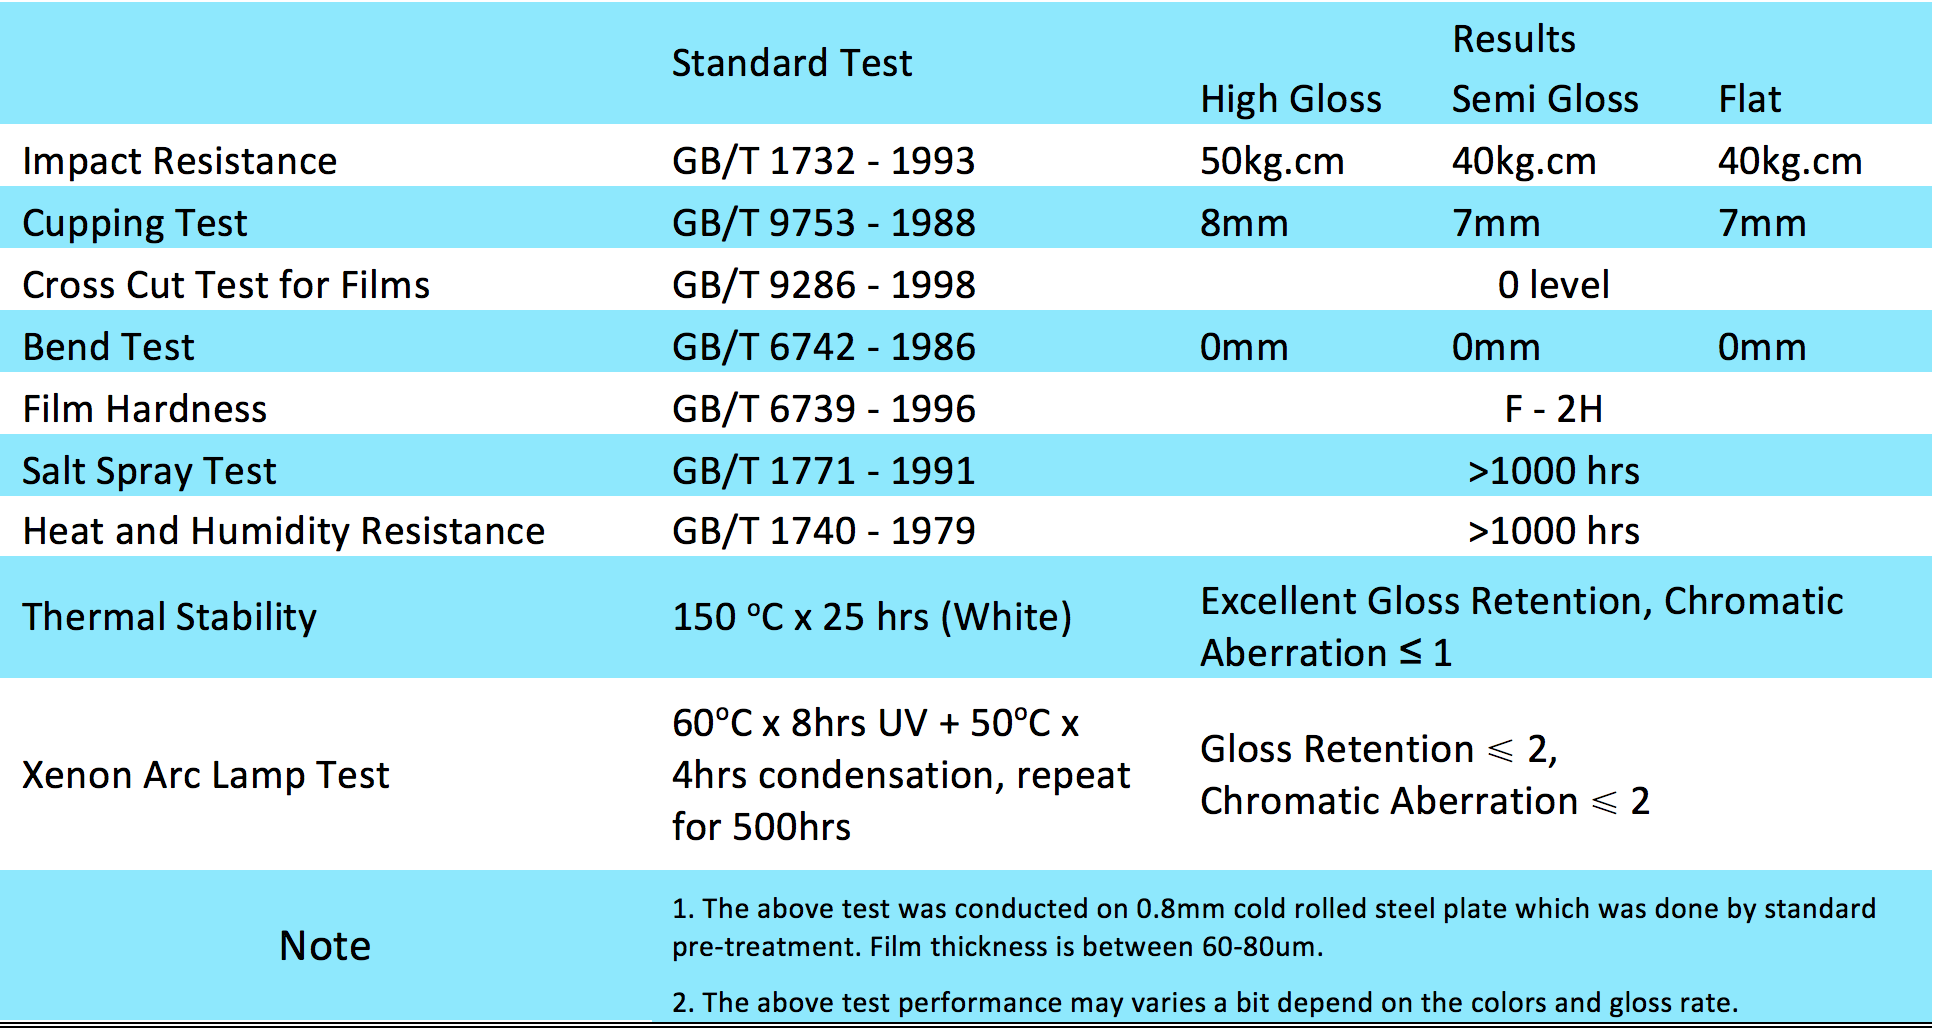 Results
Standard Test
High Gloss Semi Gloss Flat
Impact Resistance GB/T 1732 - 1993 50kg.cm 40kg.cm 40kg.cm
Cupping Test GB/T 9753 - 1988 8mm 7mm 7mm
Cross Cut Test for Films GB/T 9286 - 1998 0 level
Bend Test GB/T 6742 - 1986 0mm 0mm 0mm
Film Hardness GB/T 6739 - 1996 F - 2H
Salt Spray Test GB/T 1771 - 1991 >1000 hrs
Heat and Humidity Resistance GB/T 1740 - 1979 >1000 hrs
Thermal Stability 150 ºC x 25 hrs (White) Excellent Gloss Retention, Chromatic
Aberration ≤ 1
Xenon Arc Lamp Test
60ºC x 8hrs UV + 50ºC x
4hrs condensation, repeat
for 500hrs
Gloss Retention ⩽ 2,
Chromatic Aberration ⩽ 2
Note
1. The above test was conducted on 0.8mm cold rolled steel plate which was done by standard
pre-treatment. Film thickness is between 60-80um.
2. The above test performance may varies a bit depend on the colors and gloss rate.